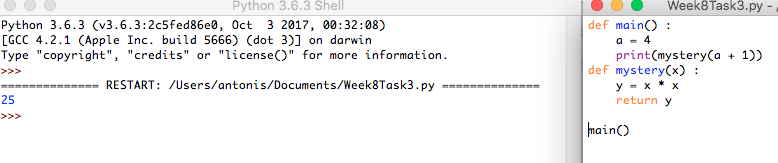 Python 3.6.3 Shell
Python 3.6.3 (v3.6.3:2c5fed86e0, Oct  3 2017, 00:32:08)
[GCC 4.2.1 (Apple Inc. build 5666) (dot 3)] on darwin
Type "copyright", "credits" or "license()" for more information.
>>>
============== RESTART: /Users/antonis/Documents/Week8Task3.py ==============
25
>>>
Week8Task3.py - /
def main() :
    a = 4
    print(mystery(a + 1))
def mystery(x) :
    y = x * x
    return y

main()